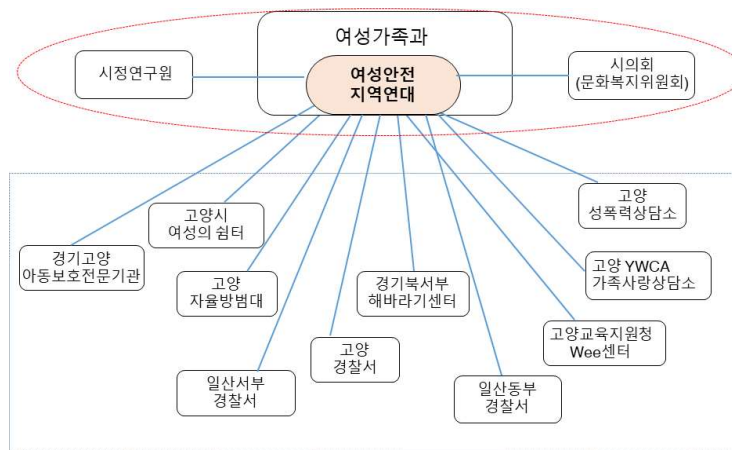 여성가족과
시정연구원
여성안전
지역연대
시의회
(문화복지위원회)
고양
성폭력상담소
고양시
여성의 쉼터
경기고양
아동보호전문기관
고양
자율방범대
경기북서부
해바라기센터
고양 YWCA
가족사랑상담소
고양교육지원청
Wee센터
고양
경찰서
일산서부
경찰서
일산동부
경찰서